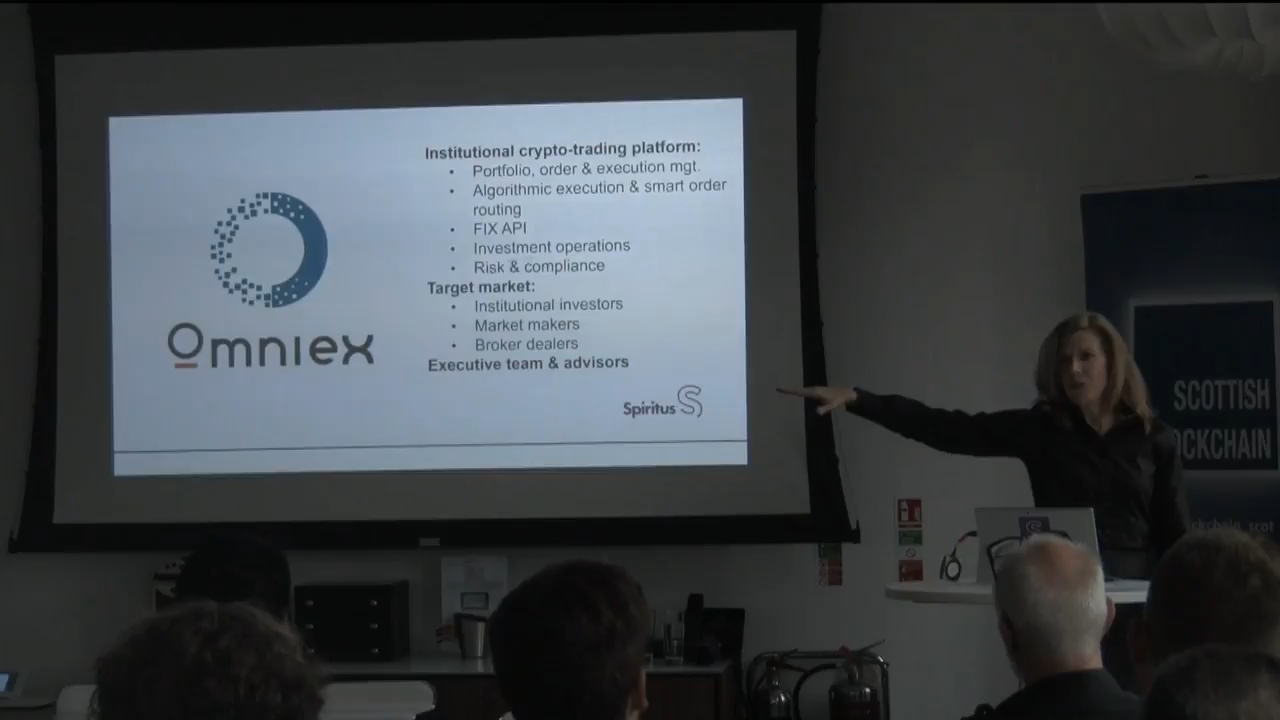 Institutional crypto-trading platform:
• Portfolio, order & execution mgt.
• Algorithmic execution & smart order
routing
• FIX API
• Investment operations
• Risk & compliance
Target market:
• Institutional investors
• Market makers
• Broker dealers
Executive team & advisors
Omniex
Spiritus
SCOTTISH
OCKCHAIN